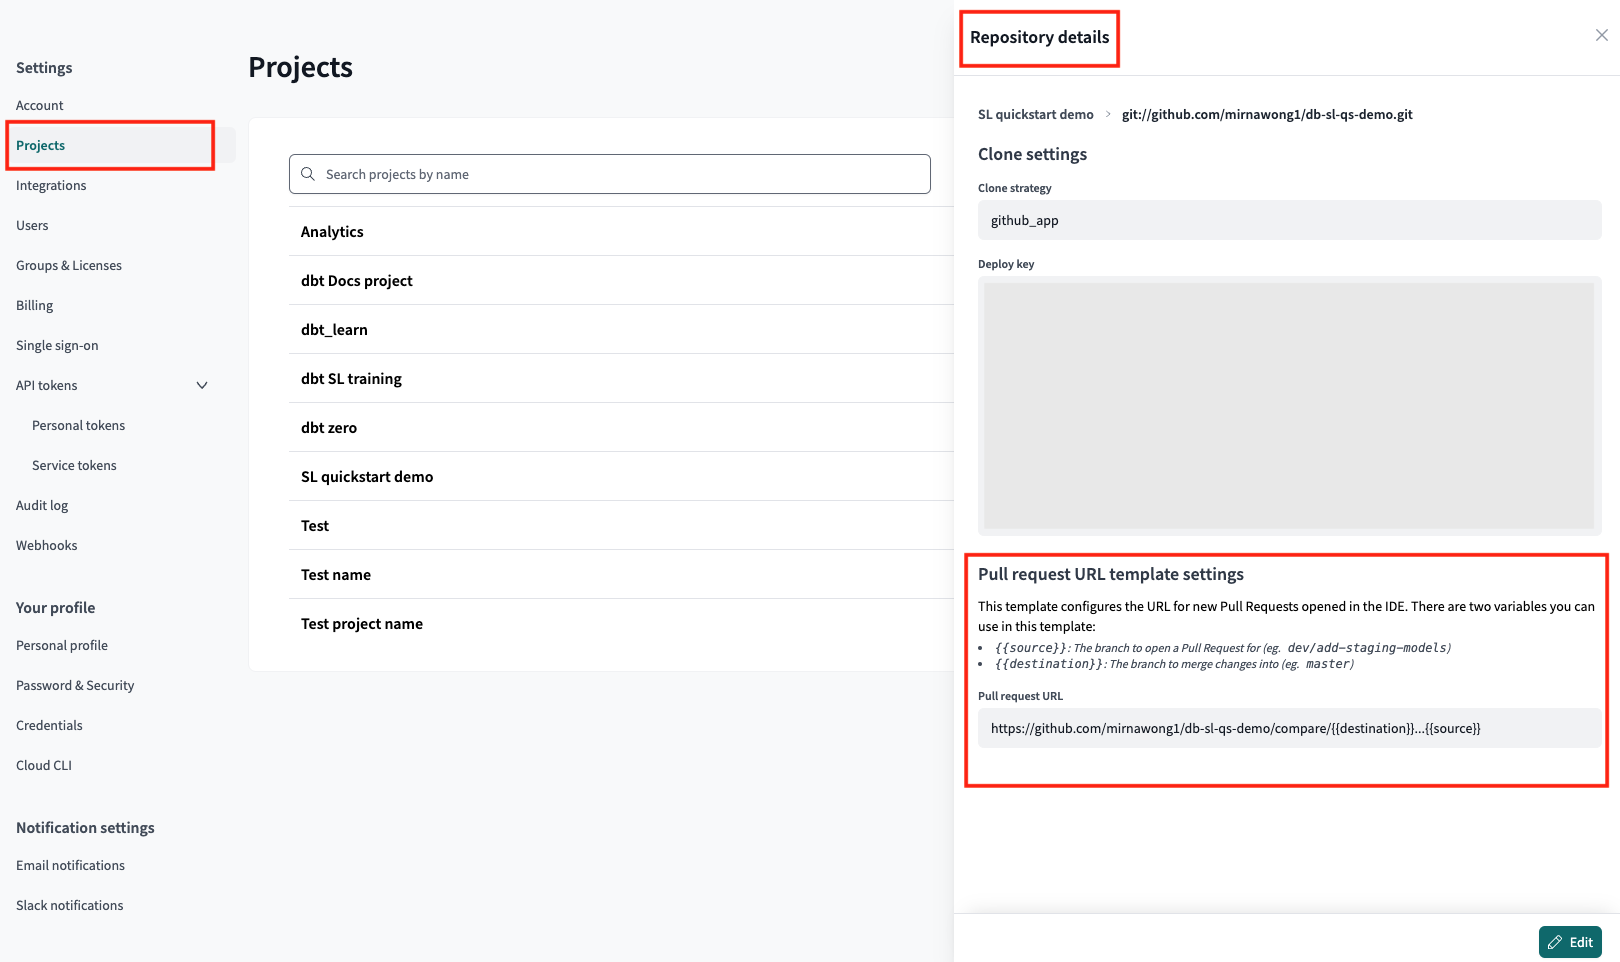 Settings
Account
Projects
Integrations
Users
Groups & Licenses
Billing
Single sign-on
API tokens
Personal tokens
Service tokens
Audit log
Webhooks
Your profile
Personal profile
Password & Security
Credentials
Cloud CLI
Notification settings
Email notifications
Slack notifications
Projects
Search projects by name
Analytics
dbt Docs project
dbt_learn
dbt SL training
dbt zero
SL quickstart demo
Test
Test name
Test project name
Repository details
SL quickstart demo > git://github.com/mirnawong1/db-sl-qs-demo.git
Clone settings
Clone strategy
github_app
Deploy key
Pull request URL template settings
This template configures the URL for new Pull Requests opened in the IDE. There are two variables you can
use in this template:
• {{source}}: The branch to open a Pull Request for (eg. dev/add-staging-models)
• {{destination}}: The branch to merge changes into (eg. master)
Pull request URL
https://github.com/mirnawong1/db-sl-qs-demo/compare/{{destination}}...{{source}}
Edit